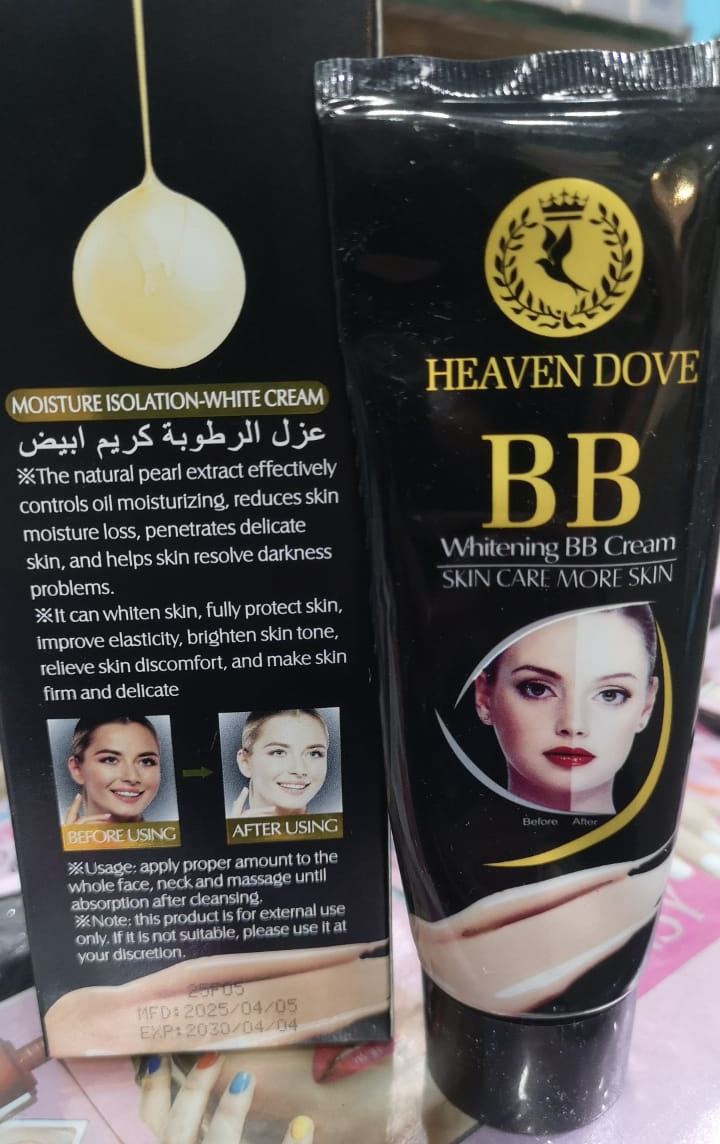 MOISTURE ISOLATION-WHITE CREAM
عزل الرطوبة كريم ابيض
※The natural pearl extract effectively
controls oil moisturizing, reduces skin
moisture loss, penetrates delicate
skin, and helps skin resolve darkness
problems.
※It can whiten skin, fully protect skin,
improve elasticity, brighten skin tone,
relieve skin discomfort, and make skin
firm and delicate
BEFORE USING
AFTER USING
※Usage: apply proper amount to the
whole face, neck and massage until
absorption after cleansing.
※Note: this product is for external use
only. If it is not suitable, please use it at
your discretion.
25F05
MFD:2025/04/05
EXP:2030/04/04
HEAVEN DOVE
BB
Whitening BB Cream
SKIN CARE MORE SKIN
Before After